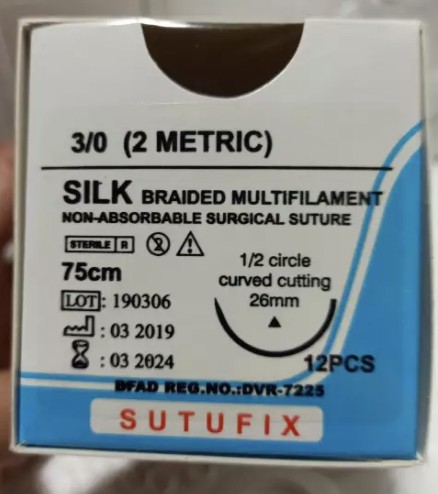 3/0 (2 METRIC)
SILK BRAIDED MULTIFILAMENT
NON-ABSORBABLE SURGICAL SUTURE
STERILE R
2
75cm
1/2 circle
curved cutting
26mm
LOT: 190306
: 03 2019
: 03 2024
12PCS
BFAD REG.NO.:DVR-7225
SUTUFIX